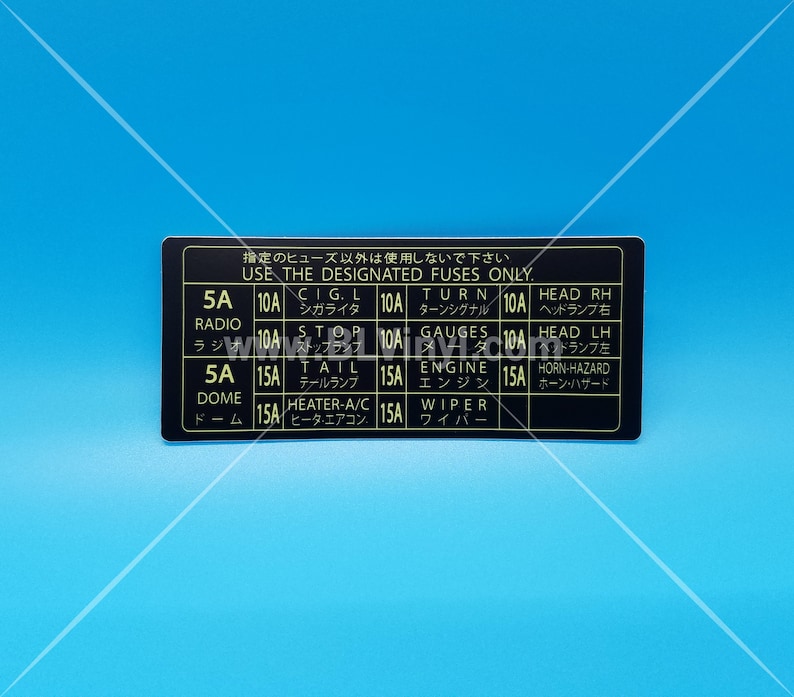 指定のヒューズ以外は使用しないで下さい
USE THE DESIGNATED FUSES ONLY.
5A
RADIO
ラジオ
5A
DOME
ドーム
10A
CIG. L
シガライタ
10A
STOP
ストップランプ
15A
TAIL
テールランプ
15A
HEATER-A/C
ヒータ・エアコン.
10A
TURN
ターンシグナル
10A
GAUGES
メータ
15A
ENGINE
エンジン
15A
WIPER
ワイパー
10A
HEAD RH
ヘッドランプ右
10A
HEAD LH
ヘッドランプ左
15A
HORN-HAZARD
ホーン・ハザード
www.BLVinyl.com